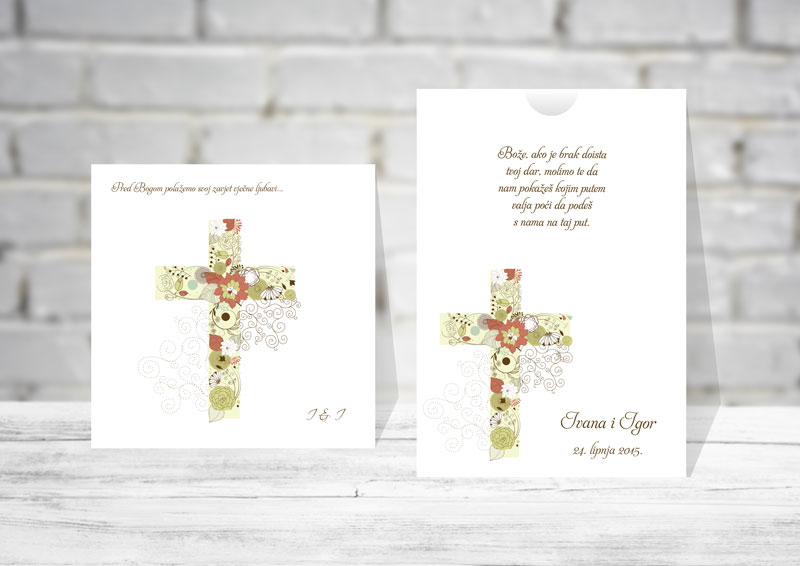 Pred Bogom polažemo svoj zavjet vječne ljubavi...
I & I
Bože, ako je brak doista
tvoj dar, molimo te da
nam pokažeš kojim putem
valja poći da podeš
s nama na taj put.
Ivana i Igor
24. lipnja 2015.